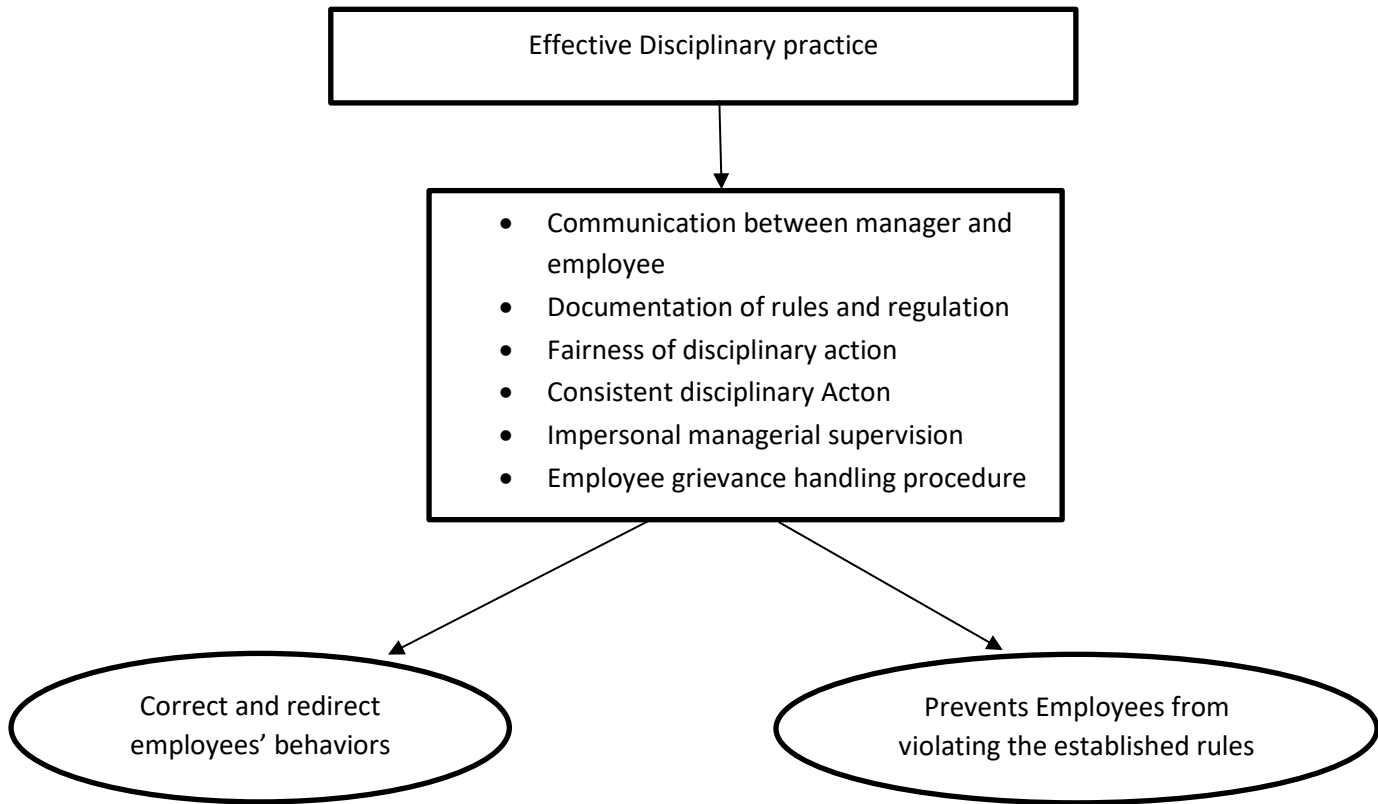 Effective Disciplinary practice
• Communication between manager and
employee
• Documentation of rules and regulation
• Fairness of disciplinary action
• Consistent disciplinary Acton
• Impersonal managerial supervision
• Employee grievance handling procedure
Correct and redirect
employees’ behaviors
Prevents Employees from
violating the established rules